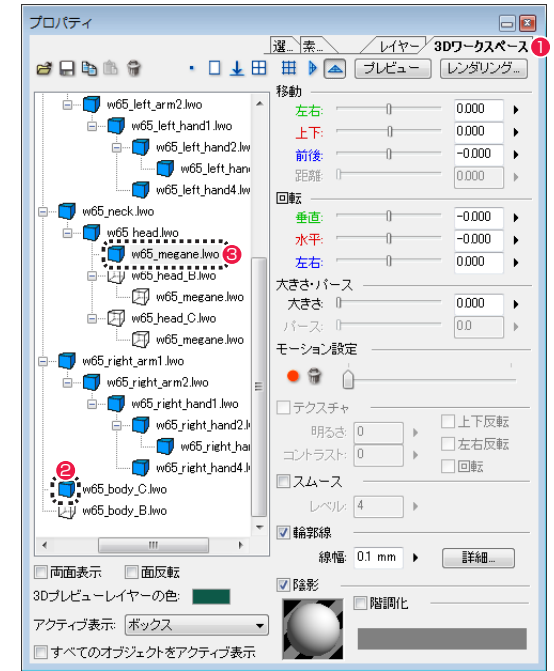 プロパティ
選... 素... レイヤー 3Dワークスペース 1
プレビュー レンダリング...
w65_left_arm2.lwo
w65_left_hand1.lwo
w65_left_hand2.lw
w65_left_han
w65_left_hand4.lw
w65_neck.lwo
w65_head.lwo
w65_megane.lwo 3
w65_head_B.lwo
w65_megane.lwo
w65_head_C.lwo
w65_megane.lwo
w65_right_arm1.lwo
w65_right_arm2.lwo
w65_right_hand1.lwo
w65_right_hand2.l
w65_right_ha
w65_right_hand4.l
2
w65_body_C.lwo
w65_body_B.lwo
両面表示 面反転
3Dプレビューレイヤーの色:
アクティブ表示: ボックス
すべてのオブジェクトをアクティブ表示
移動
左右: 0.000
上下: 0.000
前後: -0.000
距離: 0.000
回転
垂直: -0.000
水平: -0.000
左右: 0.000
大きさ・パース
大きさ: 0.000
パース: 0.0
モーション設定
テクスチャ
明るさ: 0
コントラスト: 0
上下反転
左右反転
回転
スムース
レベル: 4
輪郭線
線幅: 0.1 mm 詳細...
陰影
階調化